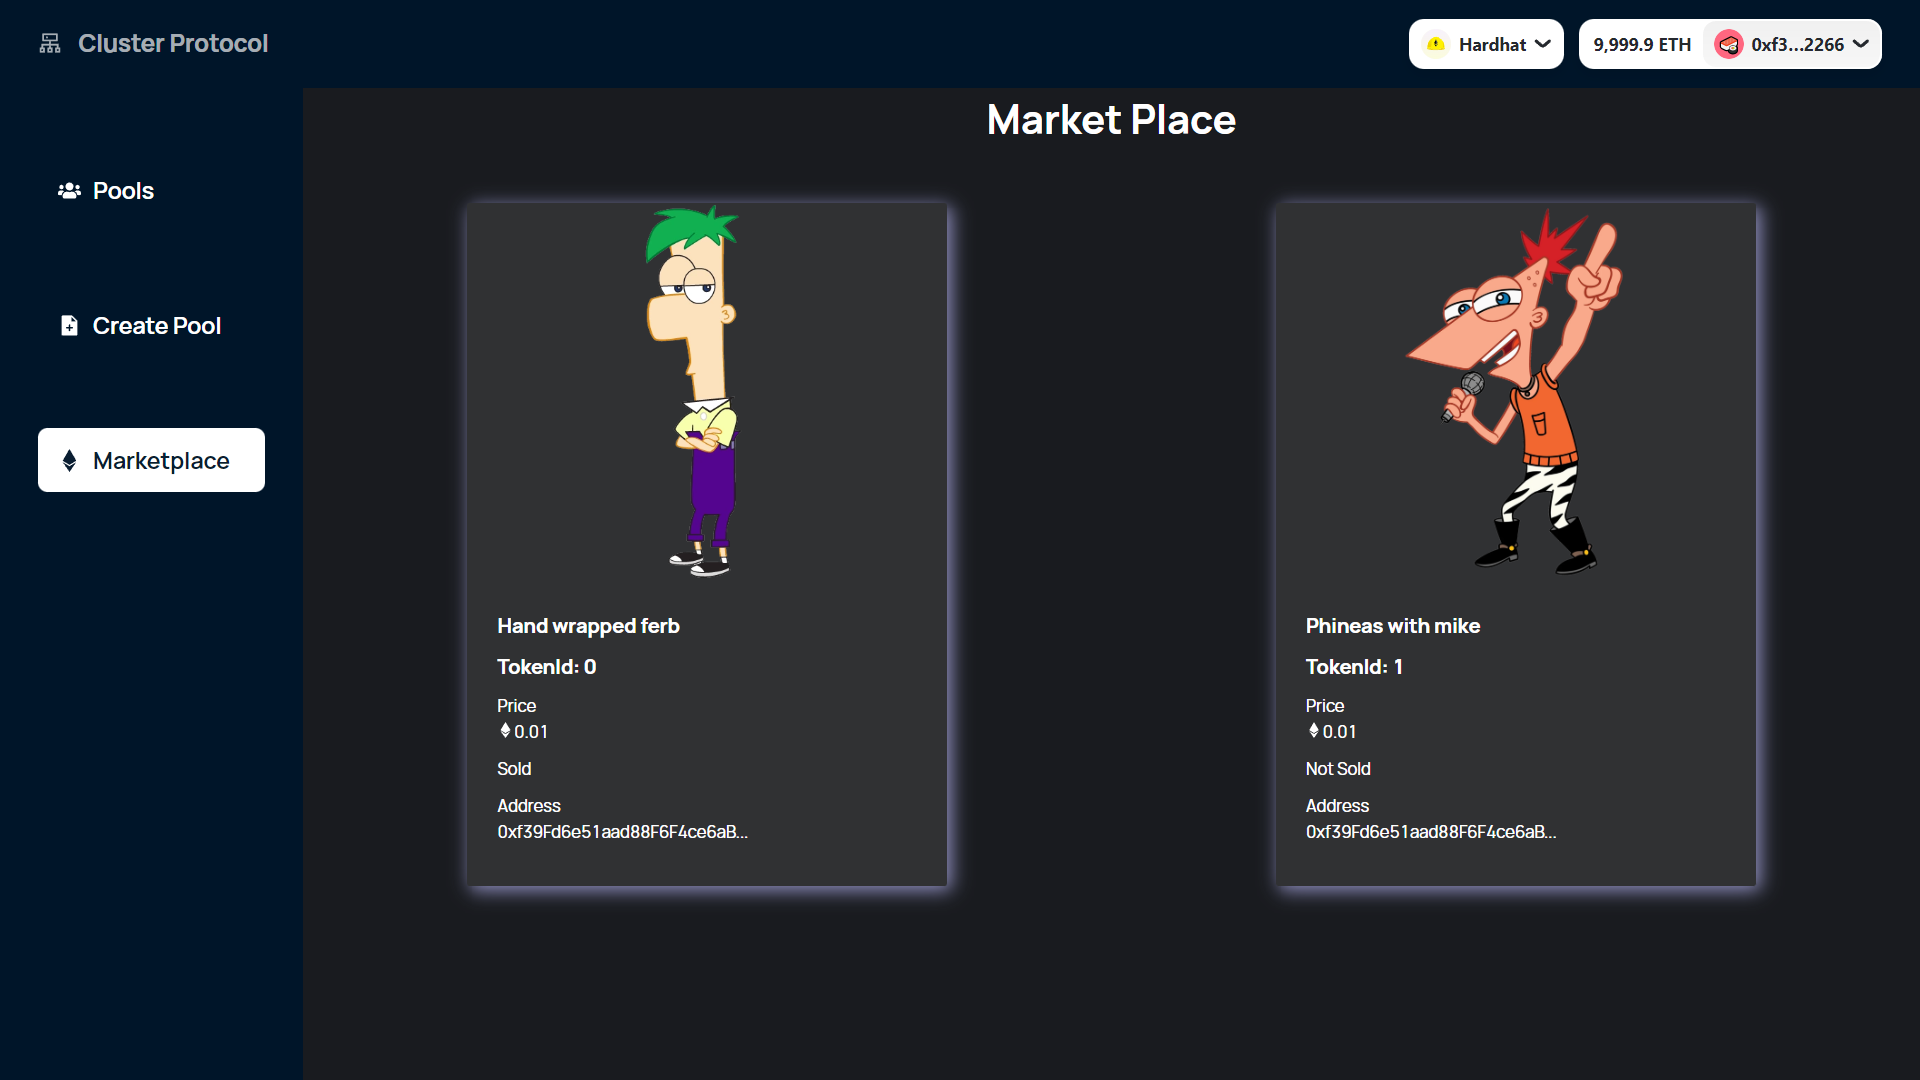 Cluster Protocol
Hardhat
9,999.9 ETH
0xf3...2266
Pools
Create Pool
Marketplace
Market Place
Hand wrapped ferb
TokenId: 0
Price
0.01
Sold
Address
0xf39Fd6e51aad88F6F4ce6aB...
Phineas with mike
TokenId: 1
Price
0.01
Not Sold
Address
0xf39Fd6e51aad88F6F4ce6aB...